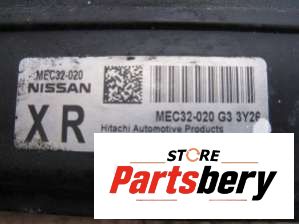 MEC32-020
NISSAN
XR
MEC32-020 G3 3Y26
Hitachi Automotive Products
STORE
Partsbery